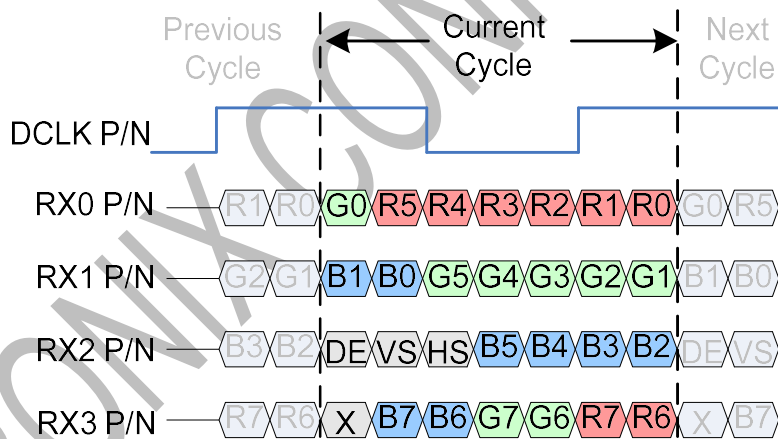 Previous Cycle
Current Cycle
Next Cycle
DCLK P/N
RX0 P/N R1 R0 G0 R5 R4 R3 R2 R1 R0 G0 R5
RX1 P/N G2 G1 B1 B0 G5 G4 G3 G2 G1 B1 B0
RX2 P/N B3 B2 DE VS HS B5 B4 B3 B2 DE VS
RX3 P/N R7 R6 X B7 B6 G7 G6 R7 R6 X B7